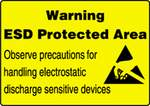 Warning
ESD Protected Area
Observe precautions for
handling electrostatic
discharge sensitive devices